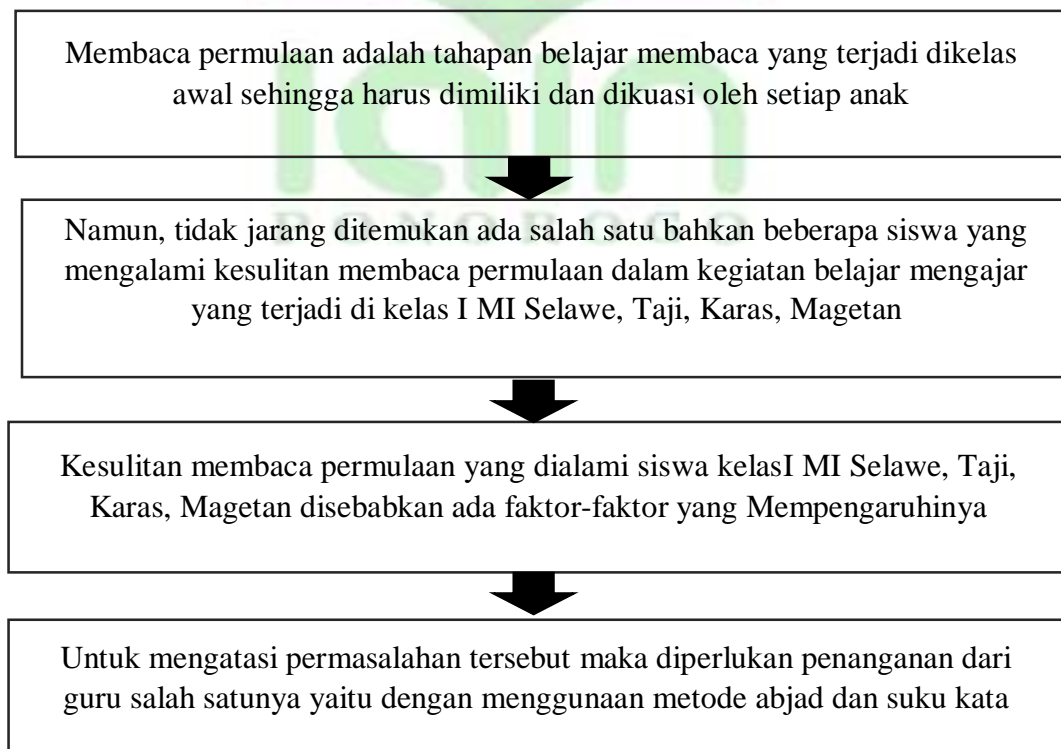 Membaca permulaan adalah tahapan belajar membaca yang terjadi dikelas
awal sehingga harus dimiliki dan dikuasi oleh setiap anak
Namun, tidak jarang ditemukan ada salah satu bahkan beberapa siswa yang
mengalami kesulitan membaca permulaan dalam kegiatan belajar mengajar
yang terjadi di kelas I MI Selawe, Taji, Karas, Magetan
Kesulitan membaca permulaan yang dialami siswa kelasI MI Selawe, Taji,
Karas, Magetan disebabkan ada faktor-faktor yang Mempengaruhinya
Untuk mengatasi permasalahan tersebut maka diperlukan penanganan dari
guru salah satunya yaitu dengan menggunaan metode abjad dan suku kata